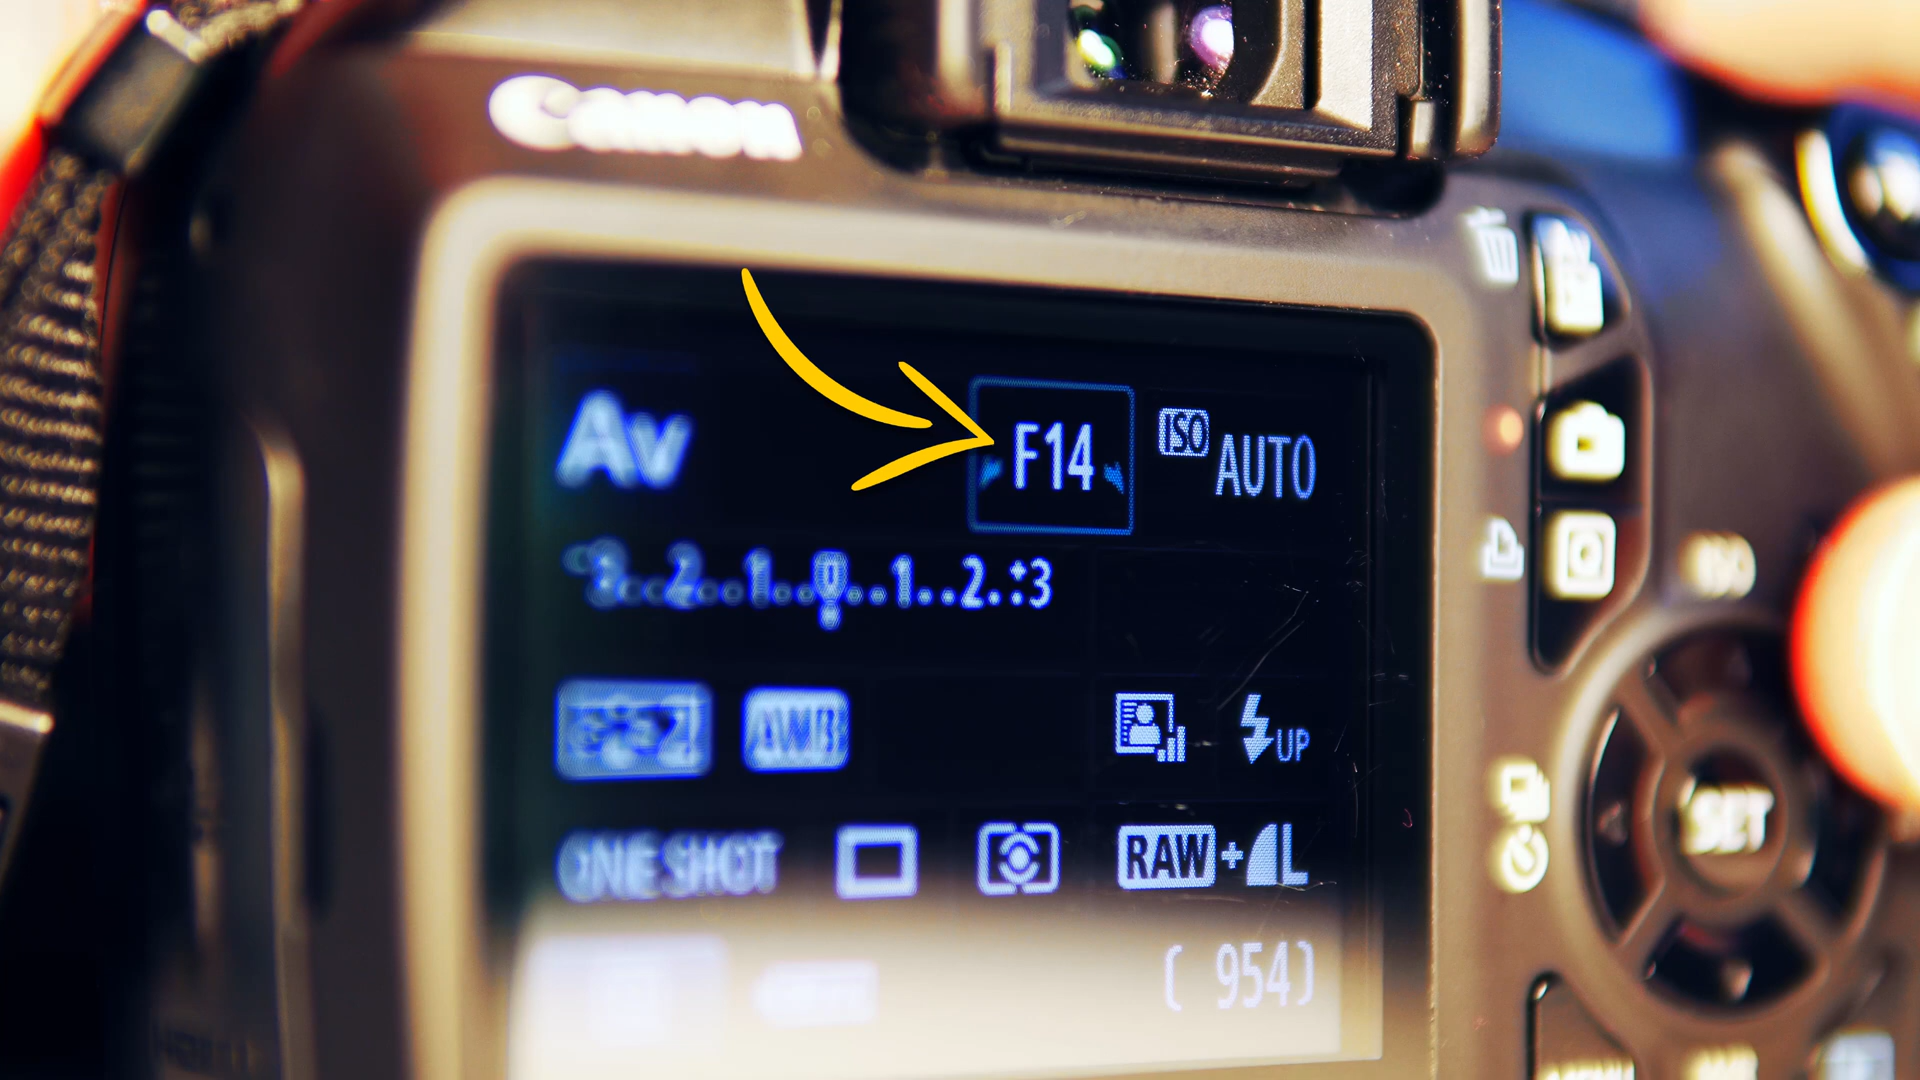 Canon
Av F14 ISO AUTO
3..2..1..0..1..2.:+3
AWB UP
ONE SHOT RAW+L
( 954)
ISO
SET